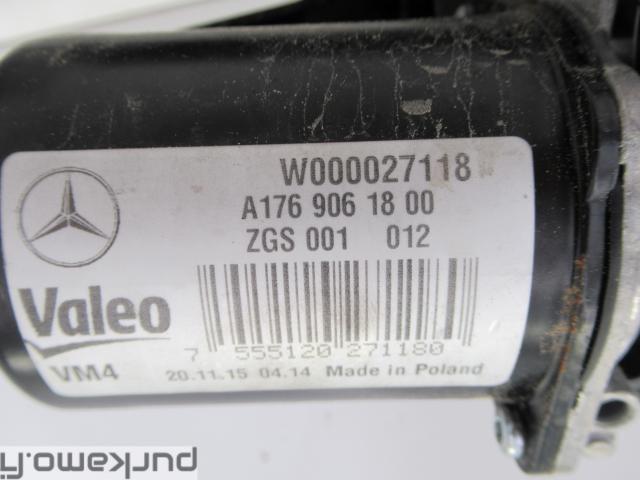 W000027118
A176 906 18 00
ZGS 001 012
Valeo
7 555120 271180
VM4
20.11.15 04.14 Made in Poland
purkamo.fi